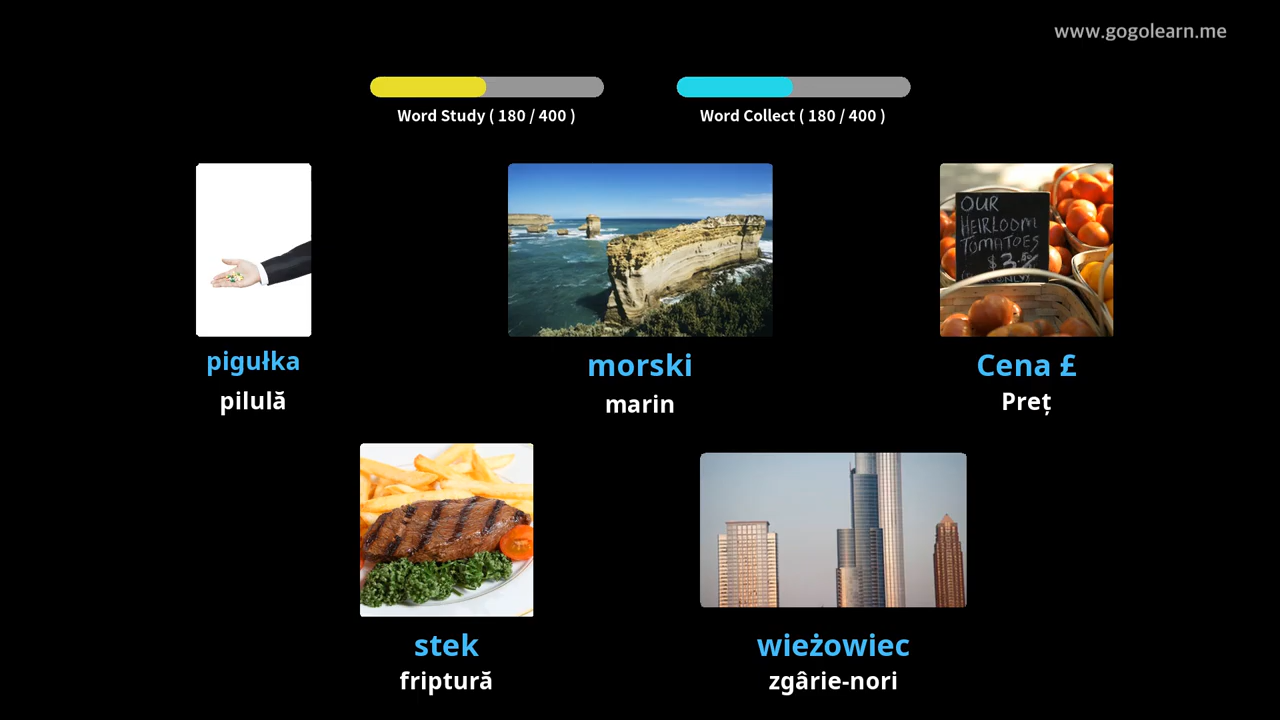 www.gogolearn.me
Word Study ( 180 / 400 )
Word Collect ( 180 / 400 )
OUR
HEIRLOOM
TOMATOES
pigułka
pilulă
morski
marin
Cena £
Preț
stek
friptură
wieżowiec
zgârie-nori